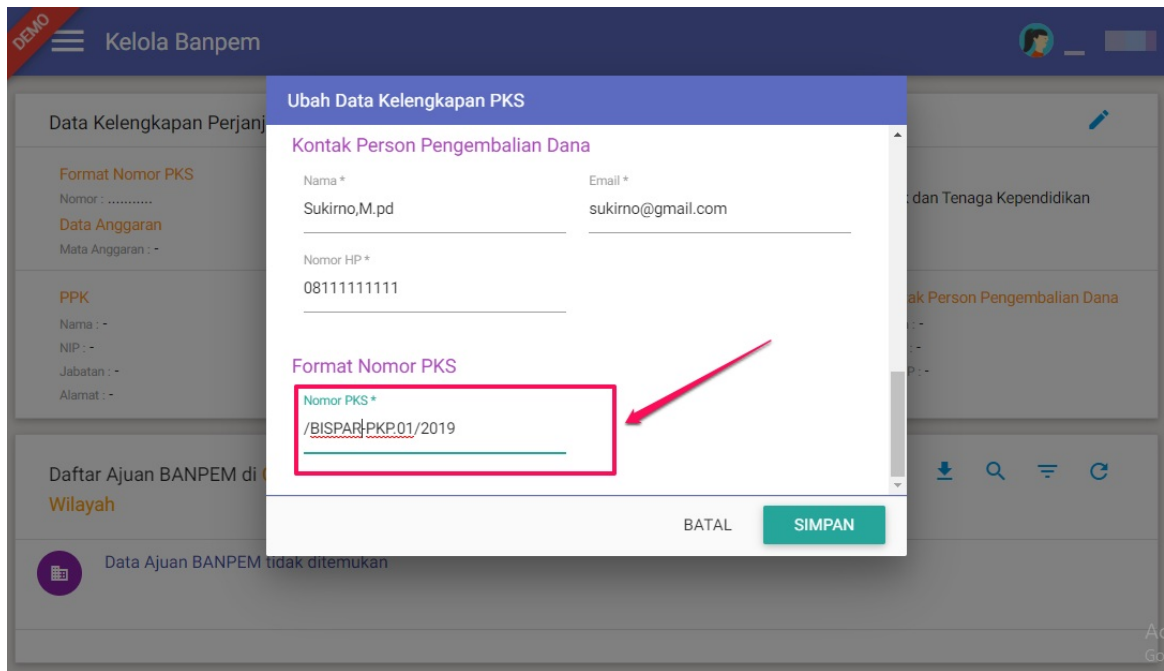 DEMO
Kelola Banpem
Ubah Data Kelengkapan PKS
Data Kelengkapan Perjanj
Kontak Person Pengembalian Dana
Format Nomor PKS
Nama *
Email *
Nomor : ...........
Sukirno,M.pd
sukirno@gmail.com
dan Tenaga Kependidikan
Data Anggaran
Mata Anggaran : -
Nomor HP *
08111111111
PPK
ak Person Pengembalian Dana
Nama : -
: -
NIP : -
: -
Jabatan : -
P : -
Alamat : -
Format Nomor PKS
Nomor PKS *
/BISPAR-PKP.01/2019
Daftar Ajuan BANPEM di
Wilayah
BATAL
SIMPAN
Data Ajuan BANPEM tidak ditemukan